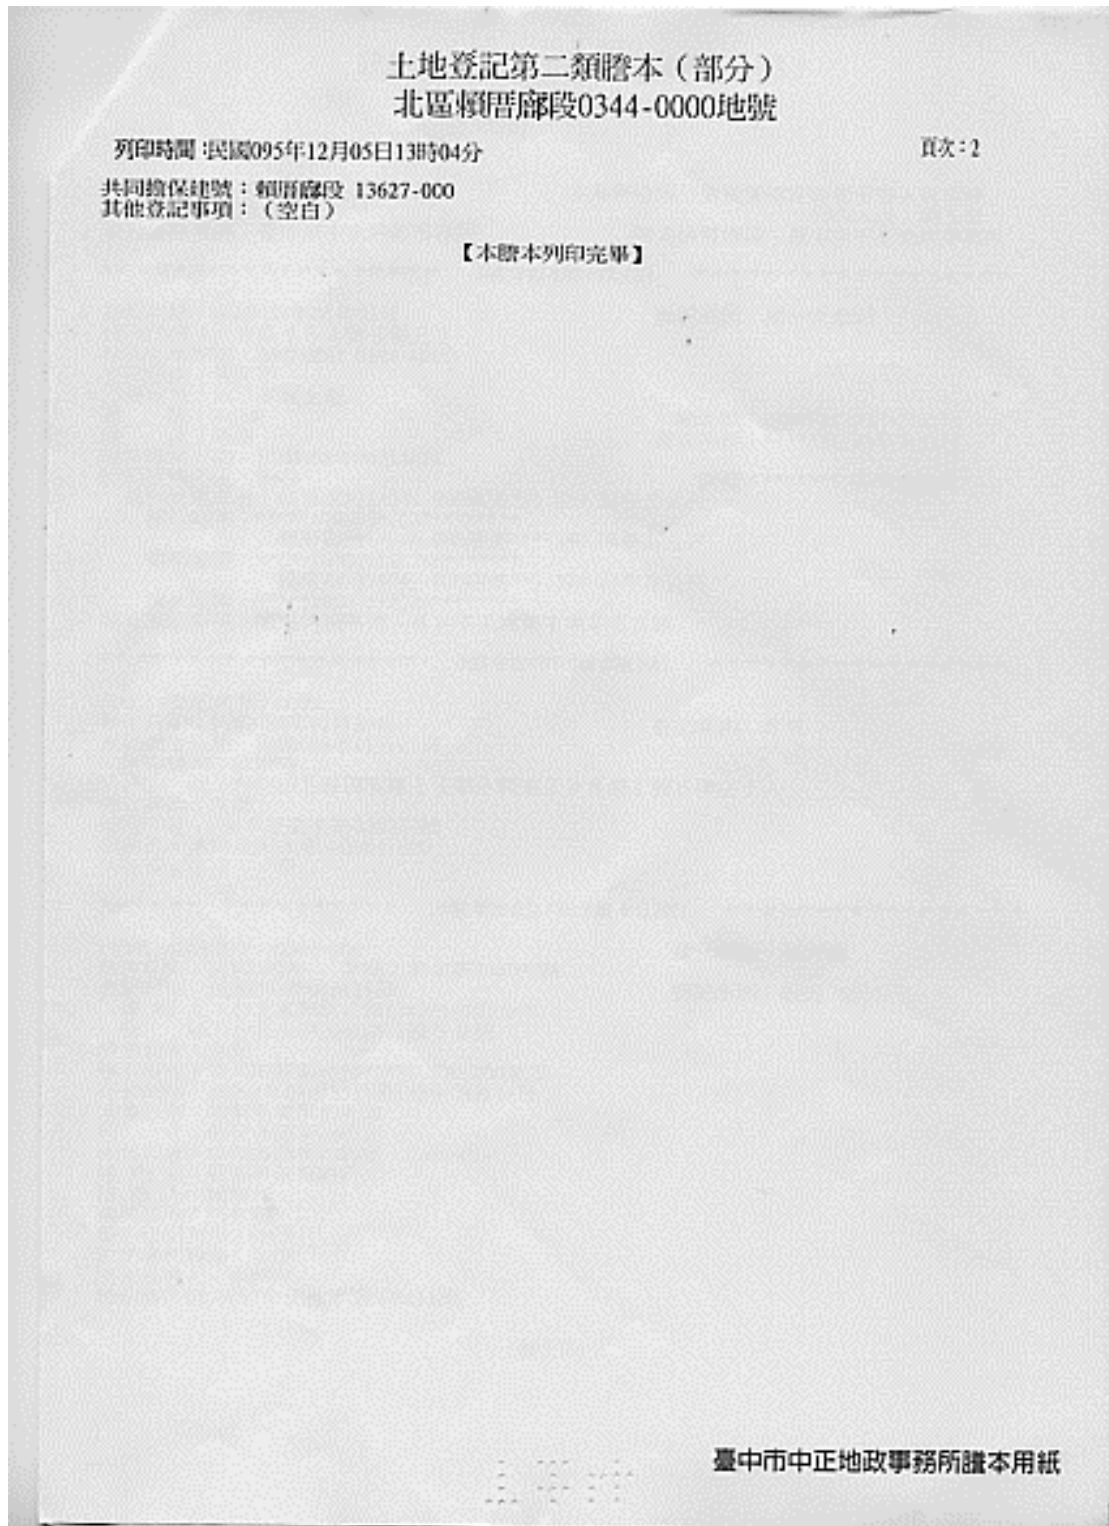 土地登記第二類謄本（部分）
北區賴厝廍段0344-0000地號
列印時間：民國095年12月05日13時04分
頁次：2
共同擔保建號：賴厝廍段 13627-000
其他登記事項：（空白）
【本謄本列印完畢】
臺中市中正地政事務所謄本用紙